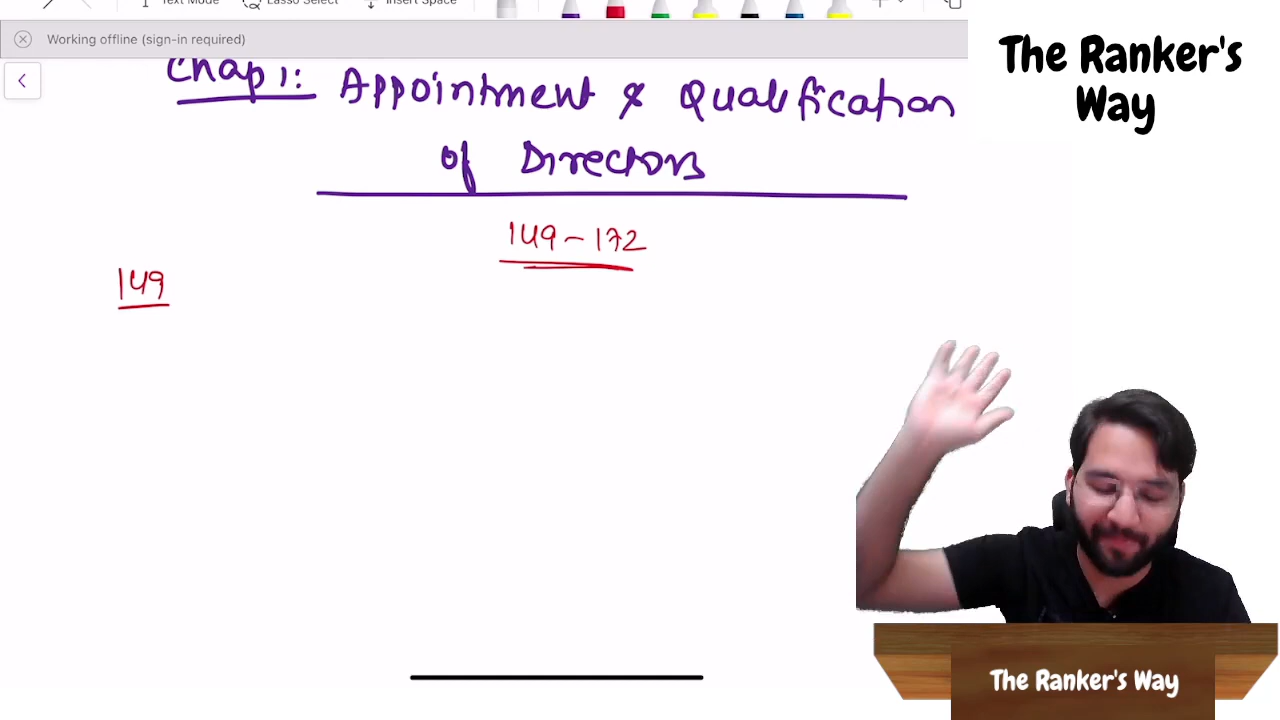 Text Mode Lasso Select Insert Space
Working offline (sign-in required)
The Ranker's
Way
Chap 1: Appointment & Qualification
of Directors
149 - 172
149
The Ranker's Way